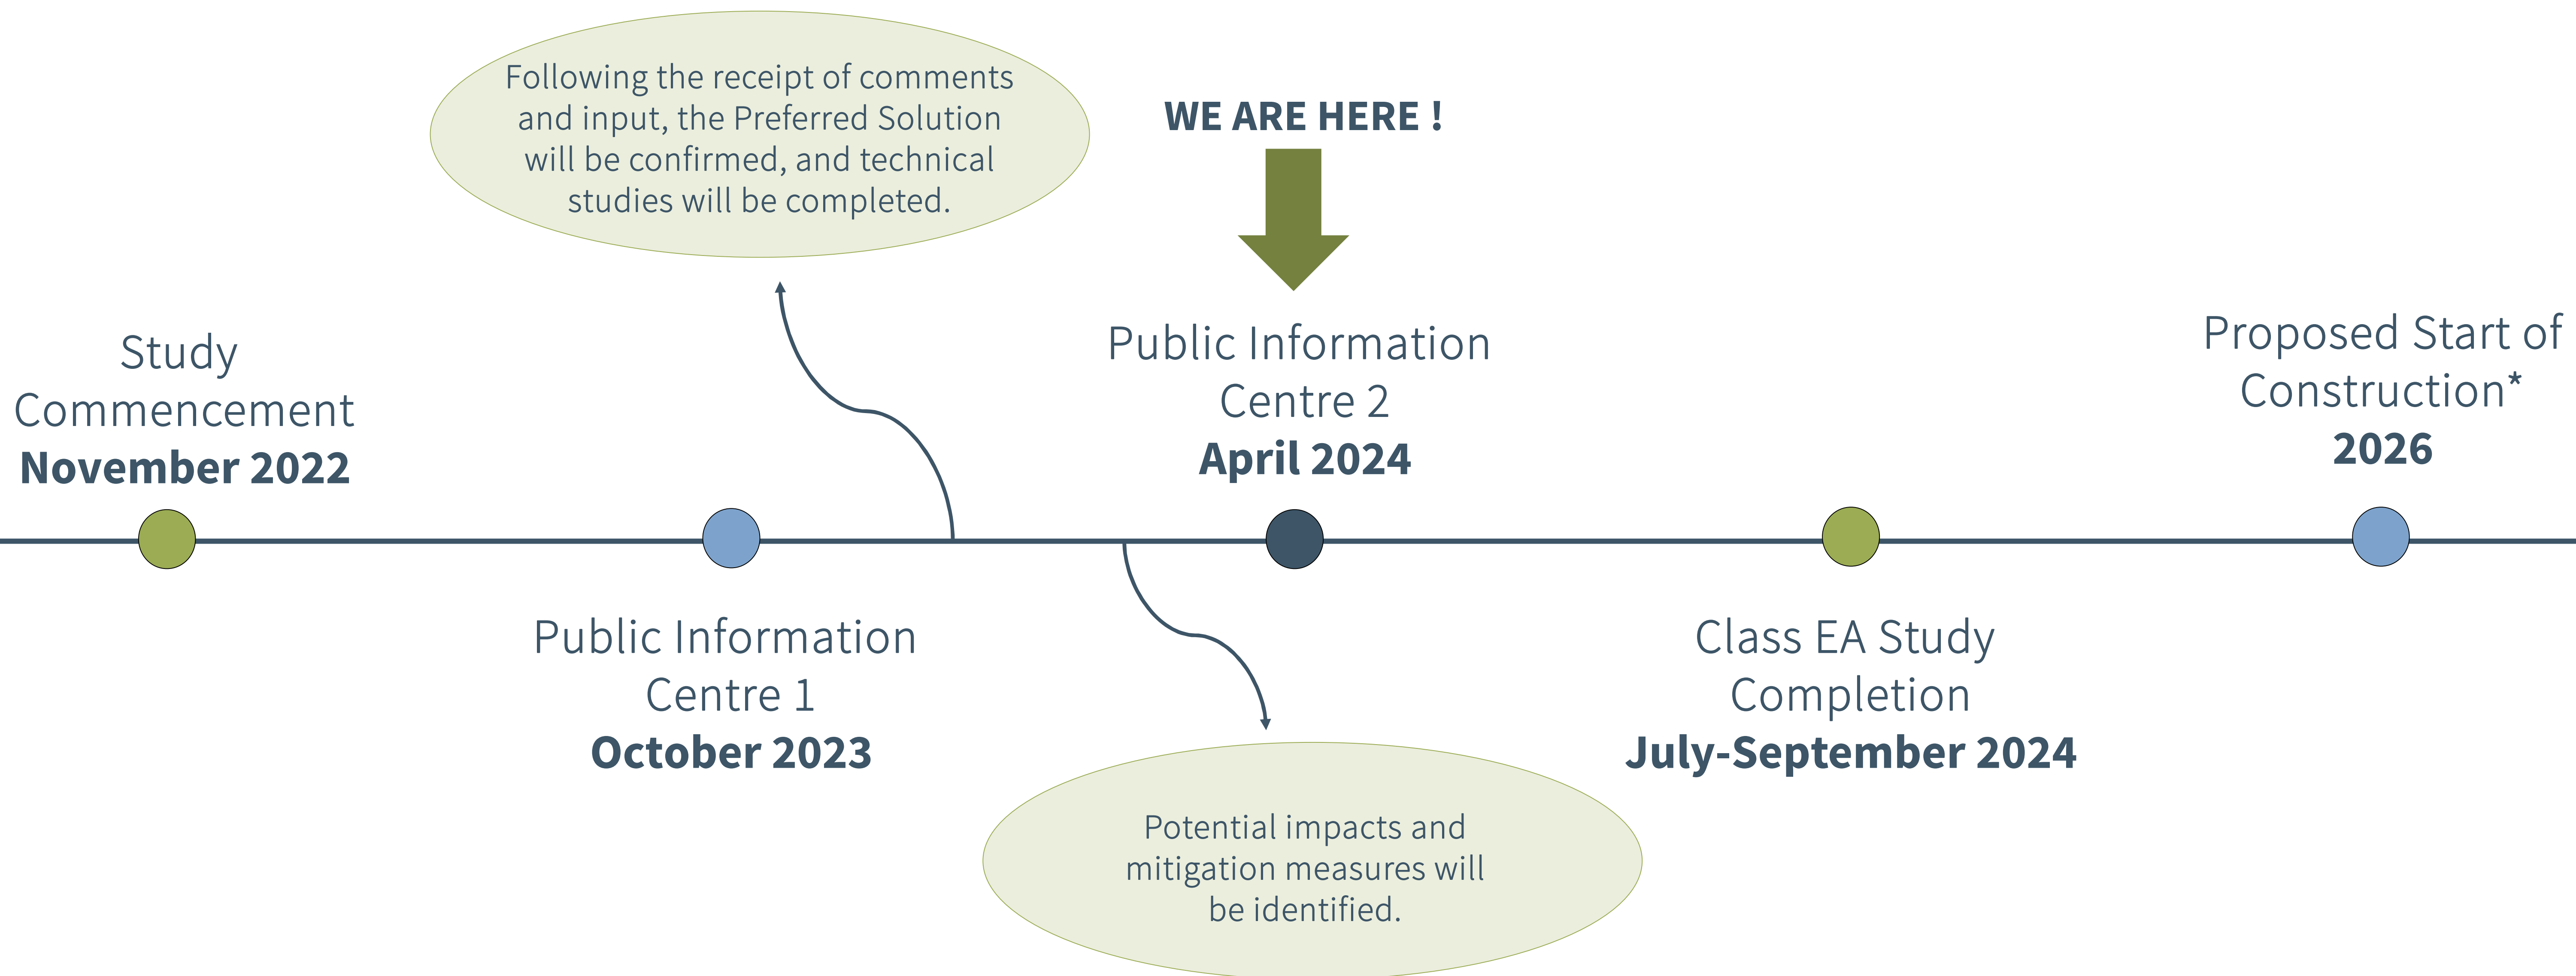 Following the receipt of comments
and input, the Preferred Solution
will be confirmed, and technical
studies will be completed.
WE ARE HERE !
Study
Commencement
November 2022
Public Information
Centre 2
April 2024
Proposed Start of
Construction*
2026
Public Information
Centre 1
October 2023
Class EA Study
Completion
July-September 2024
Potential impacts and
mitigation measures will
be identified.